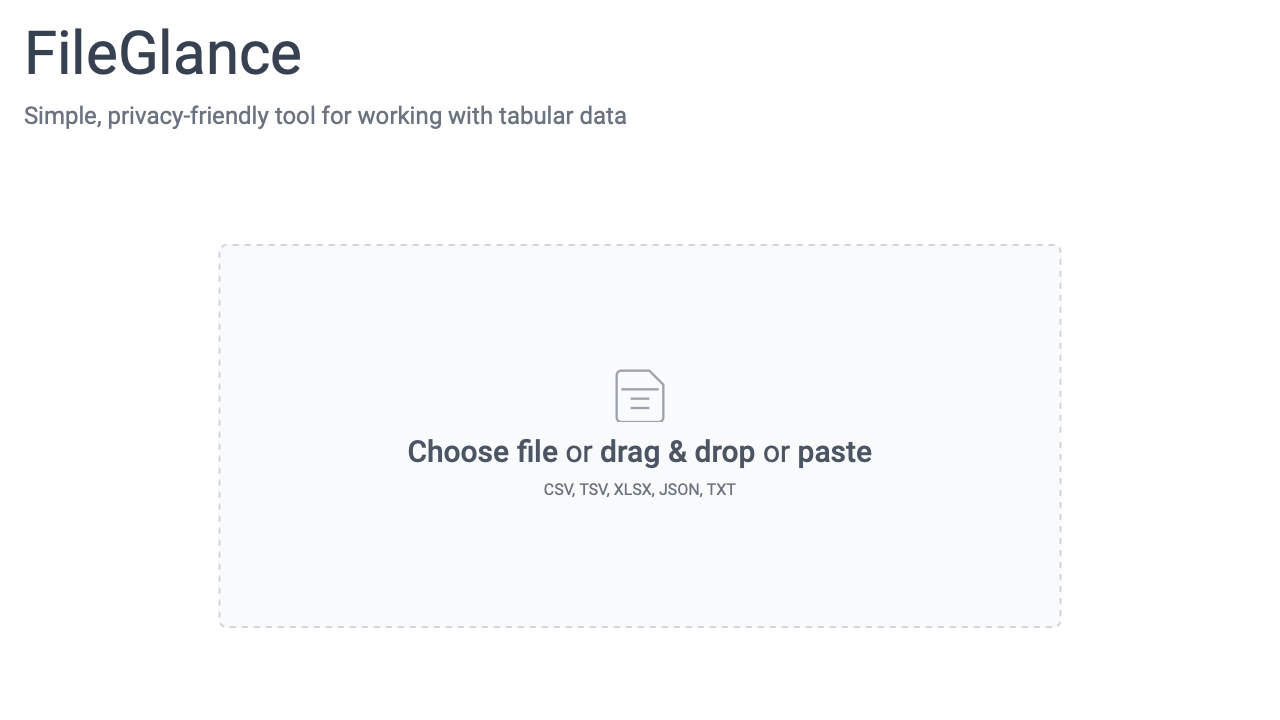 FileGlance
Simple, privacy-friendly tool for working with tabular data
Choose file or drag & drop or paste
CSV, TSV, XLSX, JSON, TXT